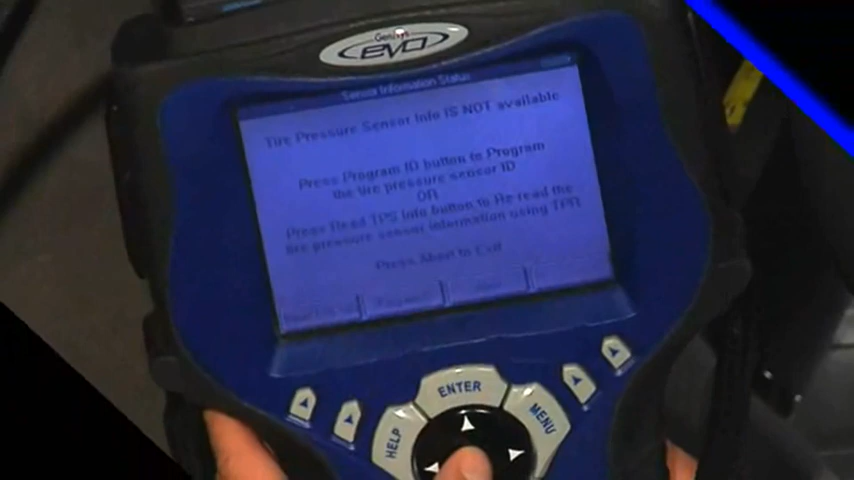 Genisys
EVO
Sensor Information Status
Tire Pressure Sensor Info IS NOT available
Press Program ID button to Program
the tire pressure sensor ID
OR
Press Read TPS Info button to Re-read the
tire pressure sensor information using TPR
Press Abort to Exit
ENTER
HELP
MENU